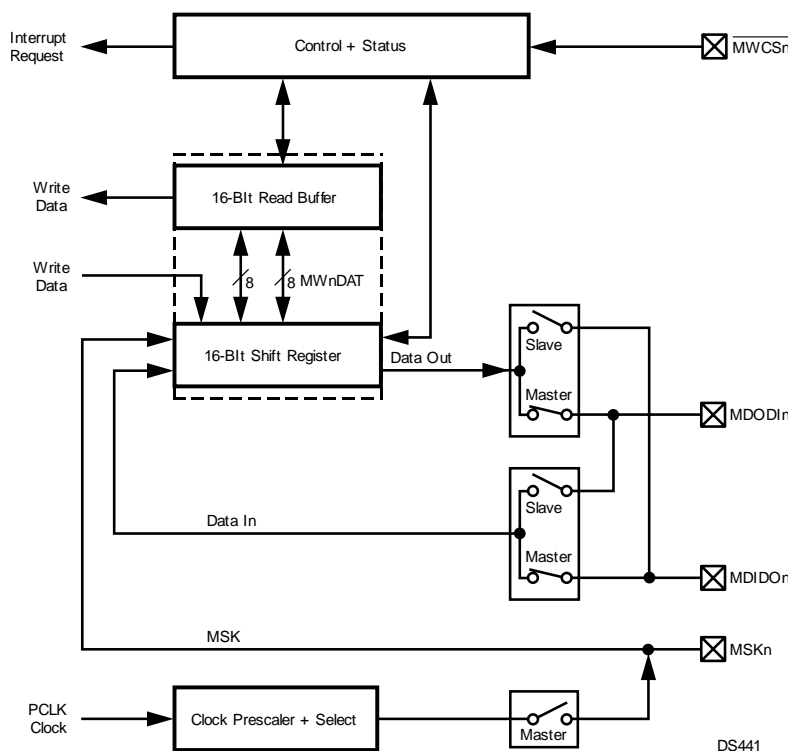 Interrupt
Request
Control + Status
MWCSn
Write
Data
16-BIt Read Buffer
Write
Data
8
8
MWnDAT
16-BIt Shift Register
Data Out
Slave
Master
MDODIn
Slave
Data In
Master
MDIDOn
MSK
MSKn
PCLK
Clock
Clock Prescaler + Select
Master
DS441